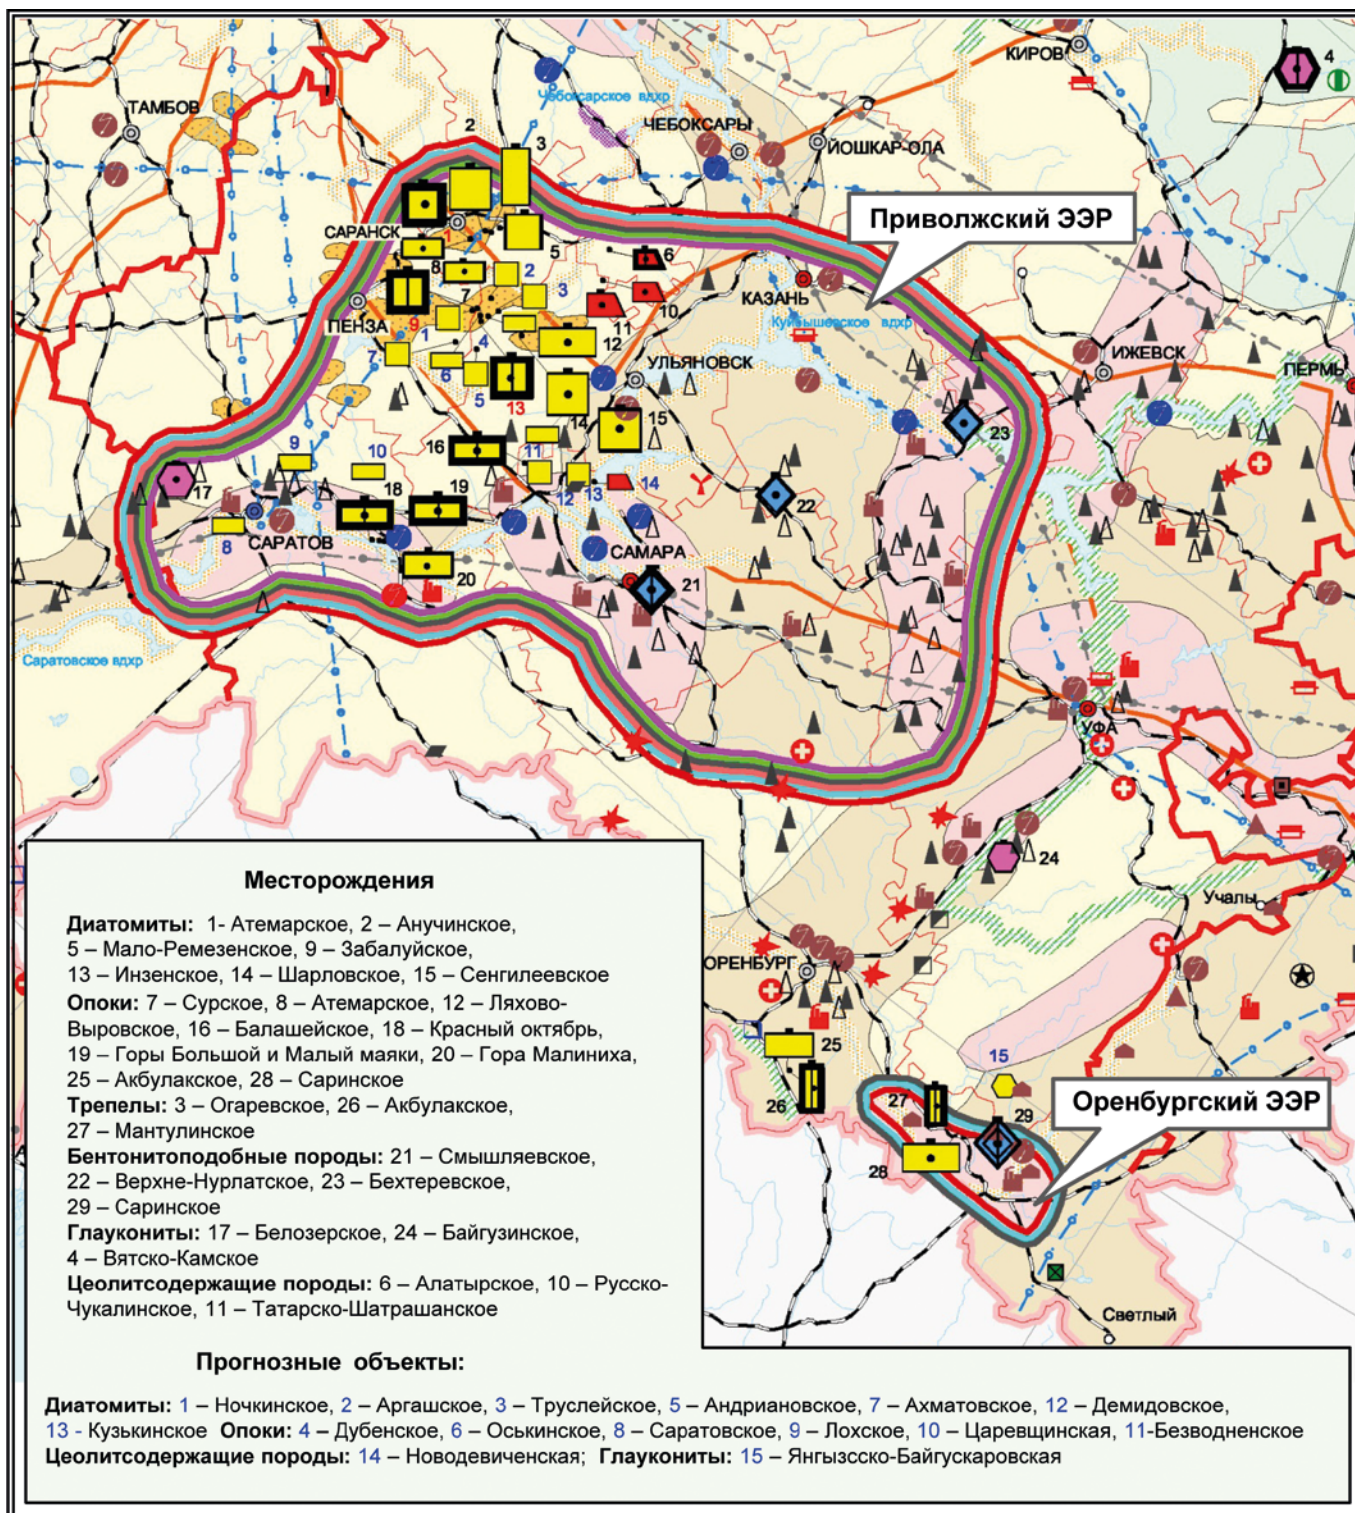 КИРОВ
4
ТАМБОВ
Чебоксарское вдхр
ЧЕБОКСАРЫ
ЙОШКАР-ОЛА
2
3
Приволжский ЭЭР
САРАНСК
1
5
6
8
2
КАЗАНЬ
7
3
10
Куйбышевское вдхр
ПЕНЗА
9
1
11
ИЖЕВСК
4
12
7
УЛЬЯНОВСК
ПЕРМЬ
6
5
13
14
15
23
16
9
10
11
17
18
19
12
13
14
22
8
САРАТОВ
САМАРА
20
21
Саратовское вдхр
УФА
24
Учалы
ОРЕНБУРГ
25
15
26
27
29
Оренбургский ЭЭР
28
Светлый
Месторождения
Диатомиты: 1- Атемарское, 2 – Анучинское,
5 – Мало-Ремезенское, 9 – Забалуйское,
13 – Инзенское, 14 – Шарловское, 15 – Сенгилеевское
Опоки: 7 – Сурское, 8 – Атемарское, 12 – Ляхово-
Выровское, 16 – Балашейское, 18 – Красный октябрь,
19 – Горы Большой и Малый маяки, 20 – Гора Малиниха,
25 – Акбулакское, 28 – Саринское
Трепелы: 3 – Огаревское, 26 – Акбулакское,
27 – Мантулинское
Бентонитоподобные породы: 21 – Смышляевское,
22 – Верхне-Нурлатское, 23 – Бехтеревское,
29 – Саринское
Глаукониты: 17 – Белозерское, 24 – Байгузинское,
4 – Вятско-Камское
Цеолитсодержащие породы: 6 – Алатырское, 10 – Русско-
Чукалинское, 11 – Татарско-Шатрашанское
Прогнозные объекты:
Диатомиты: 1 – Ночкинское, 2 – Аргашское, 3 – Труслейское, 5 – Андриановское, 7 – Ахматовское, 12 – Демидовское,
13 - Кузькинское Опоки: 4 – Дубенское, 6 – Оськинское, 8 – Саратовское, 9 – Лохское, 10 – Царевщинская, 11-Безводненское
Цеолитсодержащие породы: 14 – Новодевиченская; Глаукониты: 15 – Янгызсско-Байгускаровская